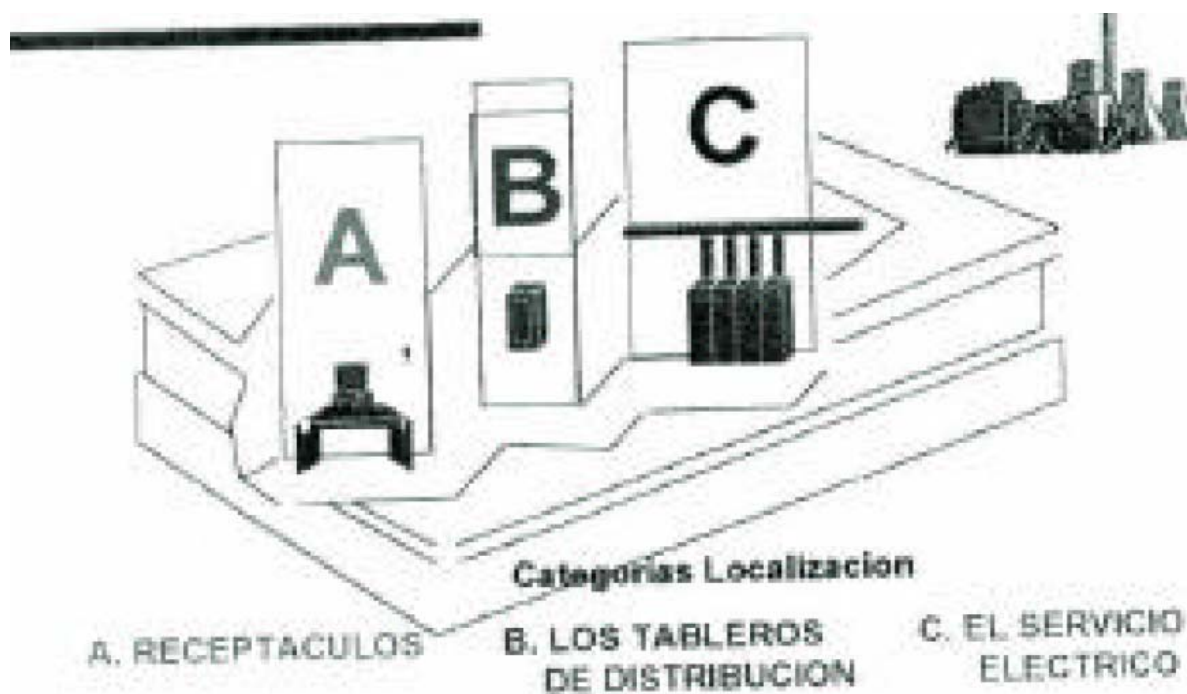 A
B
C
Categorias Localizacion
A. RECEPTACULOS
B. LOS TABLEROS
DE DISTRIBUCION
C. EL SERVICIO
ELECTRICO